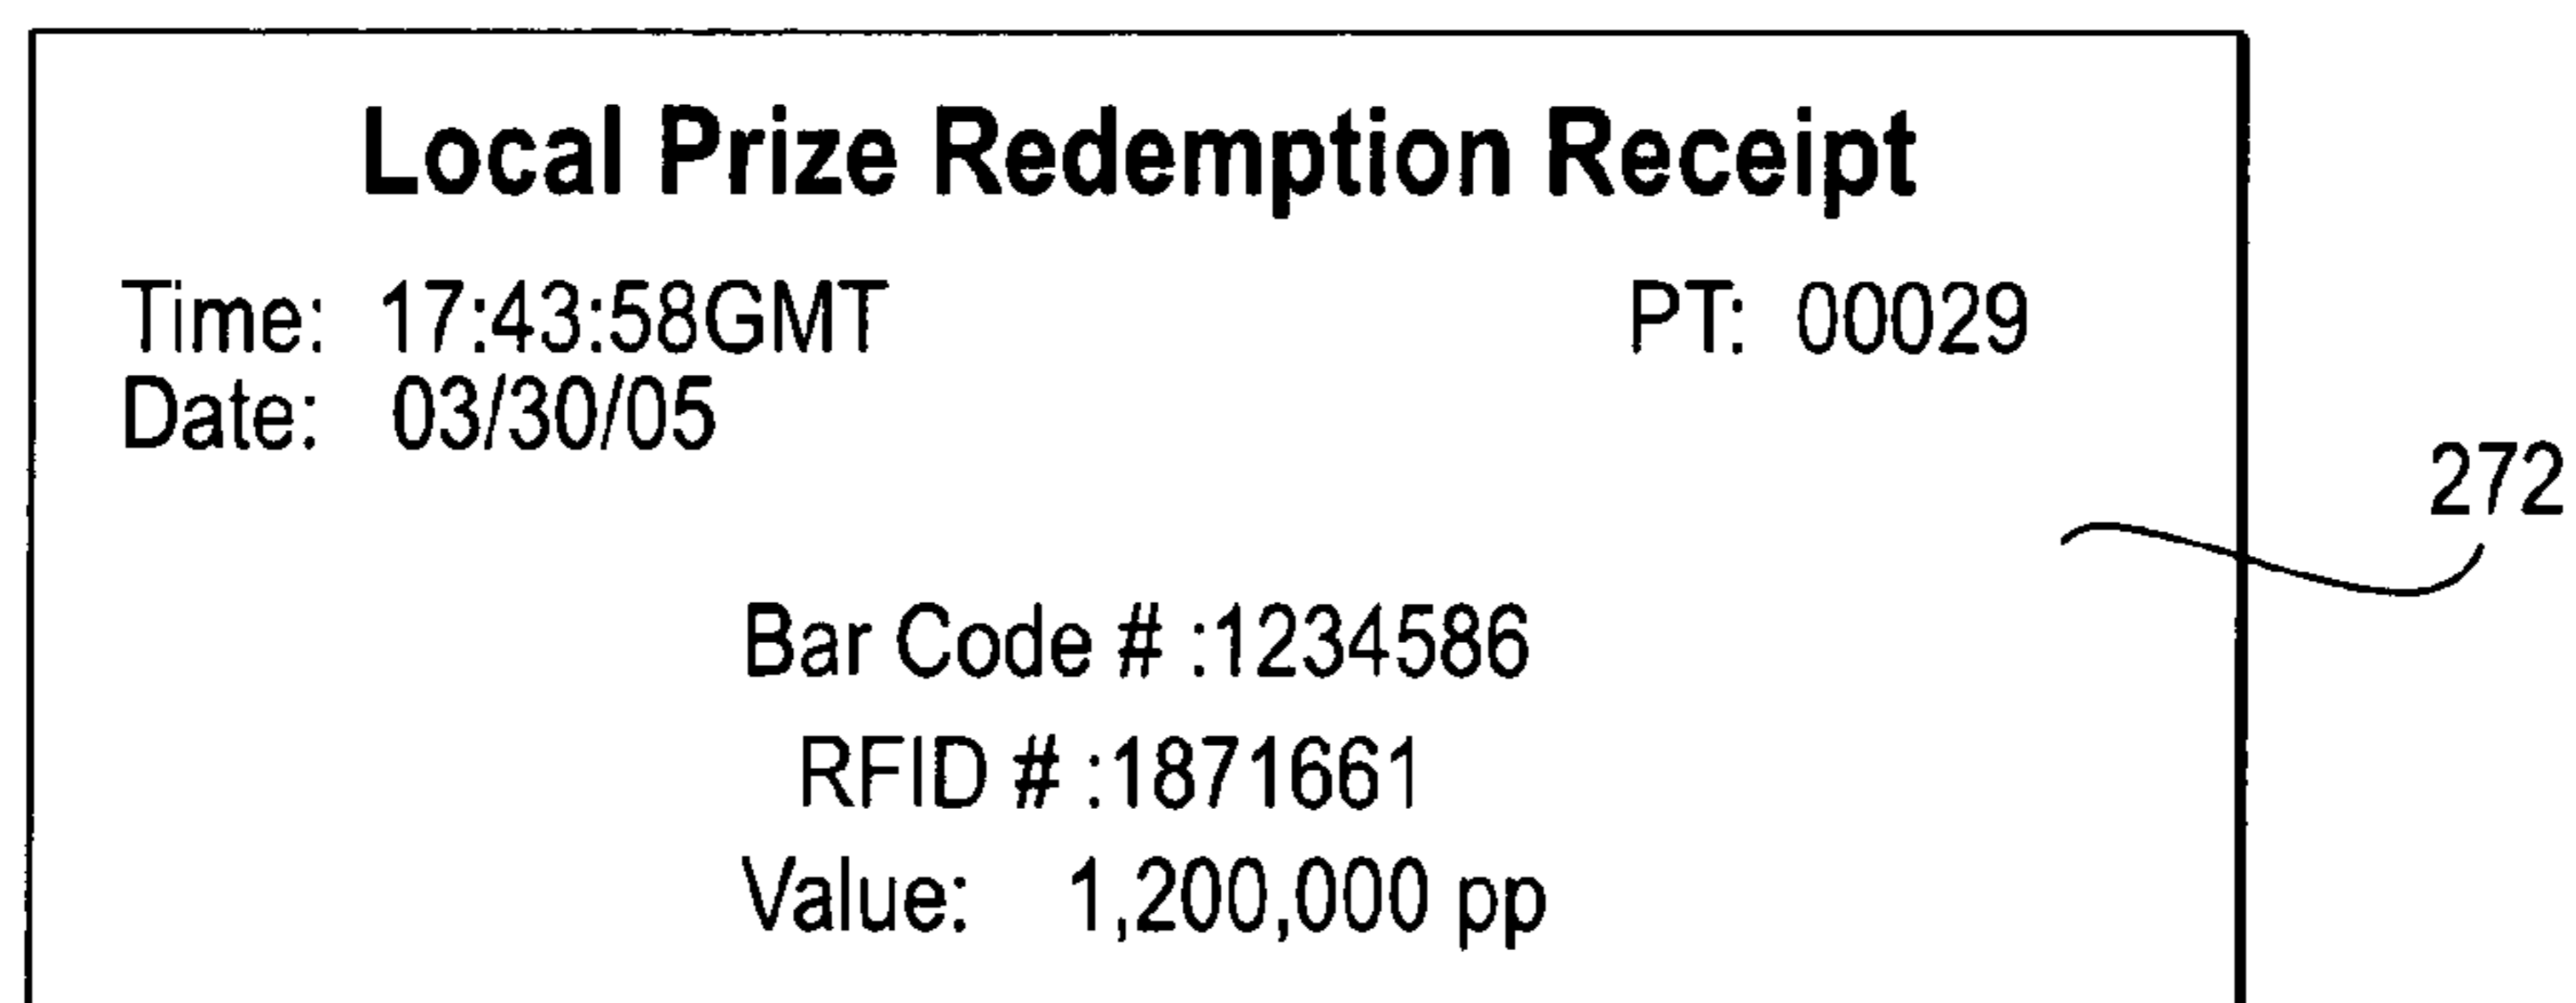 Local Prize Redemption Receipt
Time: 17:43:58GMT PT: 00029
Date: 03/30/05
272
Bar Code # :1234586
RFID # :1871661
Value: 1,200,000 pp